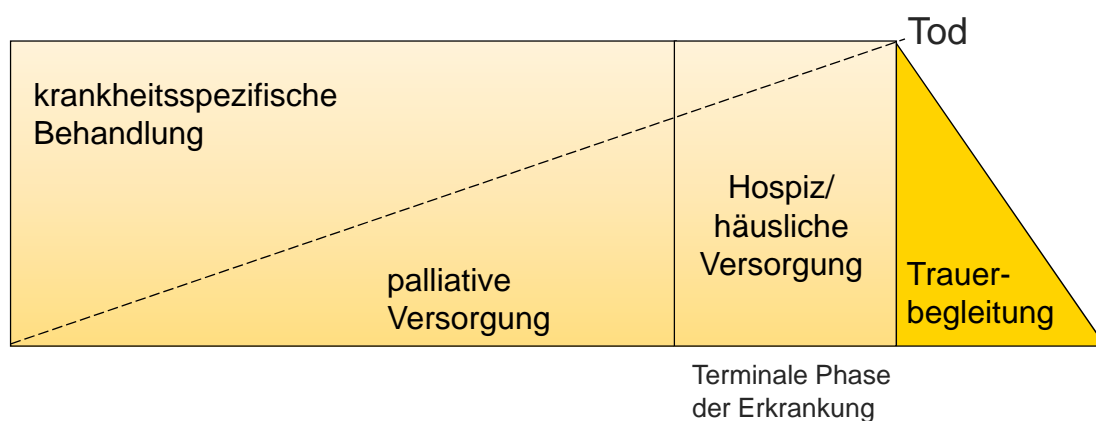 Tod
krankheitsspezifische
Behandlung
palliative
Versorgung
Hospiz/
häusliche
Versorgung
Trauer-
begleitung
Terminale Phase
der Erkrankung